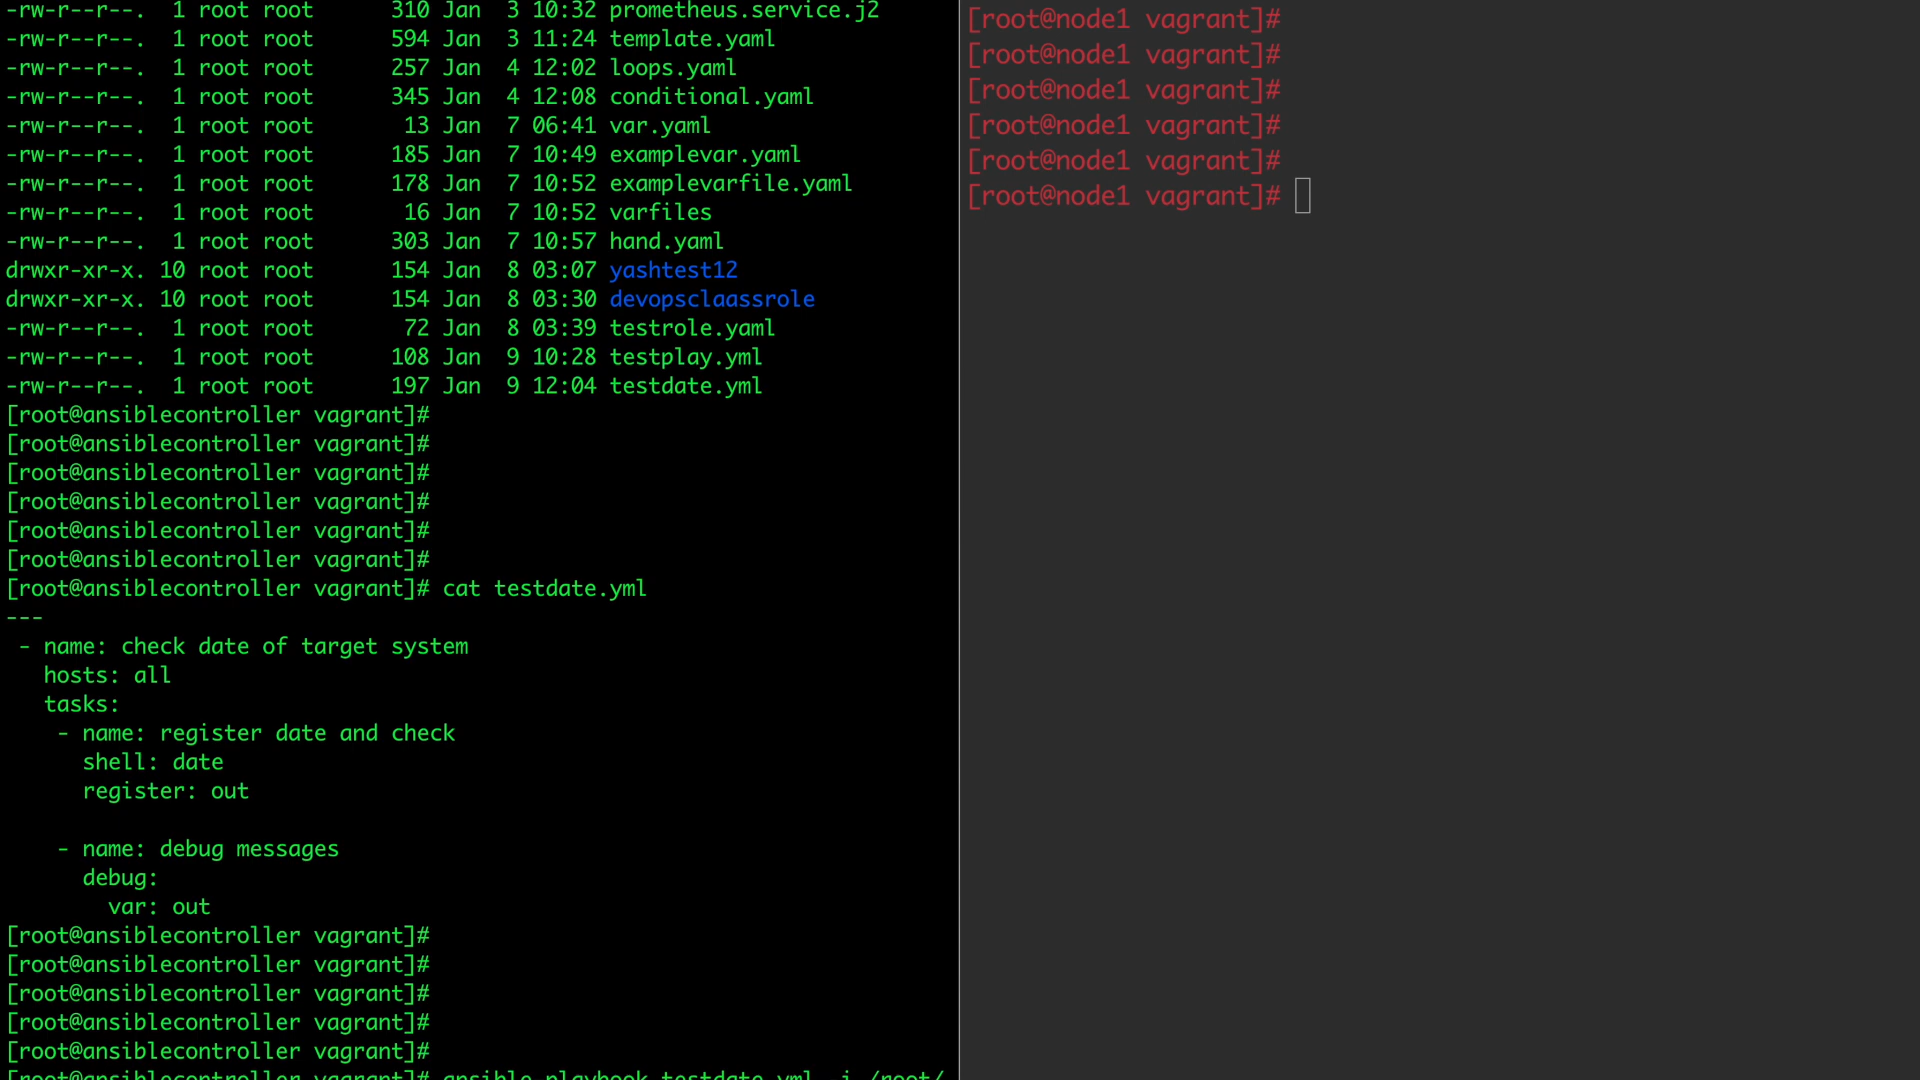 -rw-r--r--.  1 root root      310 Jan  3 10:32 prometheus.service.j2
-rw-r--r--.  1 root root      594 Jan  3 11:24 template.yaml
-rw-r--r--.  1 root root      257 Jan  4 12:02 loops.yaml
-rw-r--r--.  1 root root      345 Jan  4 12:08 conditional.yaml
-rw-r--r--.  1 root root       13 Jan  7 06:41 var.yaml
-rw-r--r--.  1 root root      185 Jan  7 10:49 examplevar.yaml
-rw-r--r--.  1 root root      178 Jan  7 10:52 examplevarfile.yaml
-rw-r--r--.  1 root root       16 Jan  7 10:52 varfiles
-rw-r--r--.  1 root root      303 Jan  7 10:57 hand.yaml
drwxr-xr-x. 10 root root      154 Jan  8 03:07 yashtest12
drwxr-xr-x. 10 root root      154 Jan  8 03:30 devopsclaassrole
-rw-r--r--.  1 root root       72 Jan  8 03:39 testrole.yaml
-rw-r--r--.  1 root root      108 Jan  9 10:28 testplay.yml
-rw-r--r--.  1 root root      197 Jan  9 12:04 testdate.yml
[root@ansiblecontroller vagrant]#
[root@ansiblecontroller vagrant]#
[root@ansiblecontroller vagrant]#
[root@ansiblecontroller vagrant]#
[root@ansiblecontroller vagrant]#
[root@ansiblecontroller vagrant]#
[root@ansiblecontroller vagrant]# cat testdate.yml
---
 - name: check date of target system
   hosts: all
   tasks:
    - name: register date and check
      shell: date
      register: out

    - name: debug messages
      debug:
        var: out
[root@ansiblecontroller vagrant]#
[root@ansiblecontroller vagrant]#
[root@ansiblecontroller vagrant]#
[root@ansiblecontroller vagrant]#
[root@ansiblecontroller vagrant]#
[root@ansiblecontroller vagrant]# ansible-playbook testdate.yml -i /root/
[root@node1 vagrant]#
[root@node1 vagrant]#
[root@node1 vagrant]#
[root@node1 vagrant]#
[root@node1 vagrant]#
[root@node1 vagrant]#